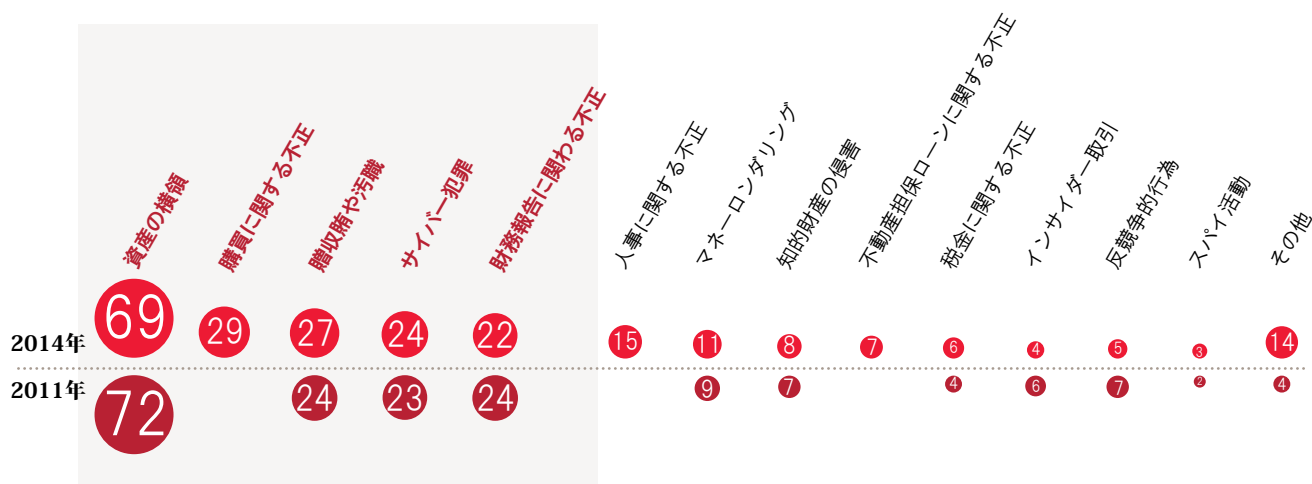 資産の横領
購買に関する不正
贈収賄や汚職
サイバー犯罪
財務報告に関わる不正
人事に関する不正
マネーロンダリング
知的財産の侵害
不動産担保ローンに関する不正
税金に関する不正
インサイダー取引
反競争的行為
スパイ活動
その他
2014年 69 29 27 24 22 15 11 8 7 6 4 5 3 14
2011年 72 24 23 24 9 7 4 6 7 2 4